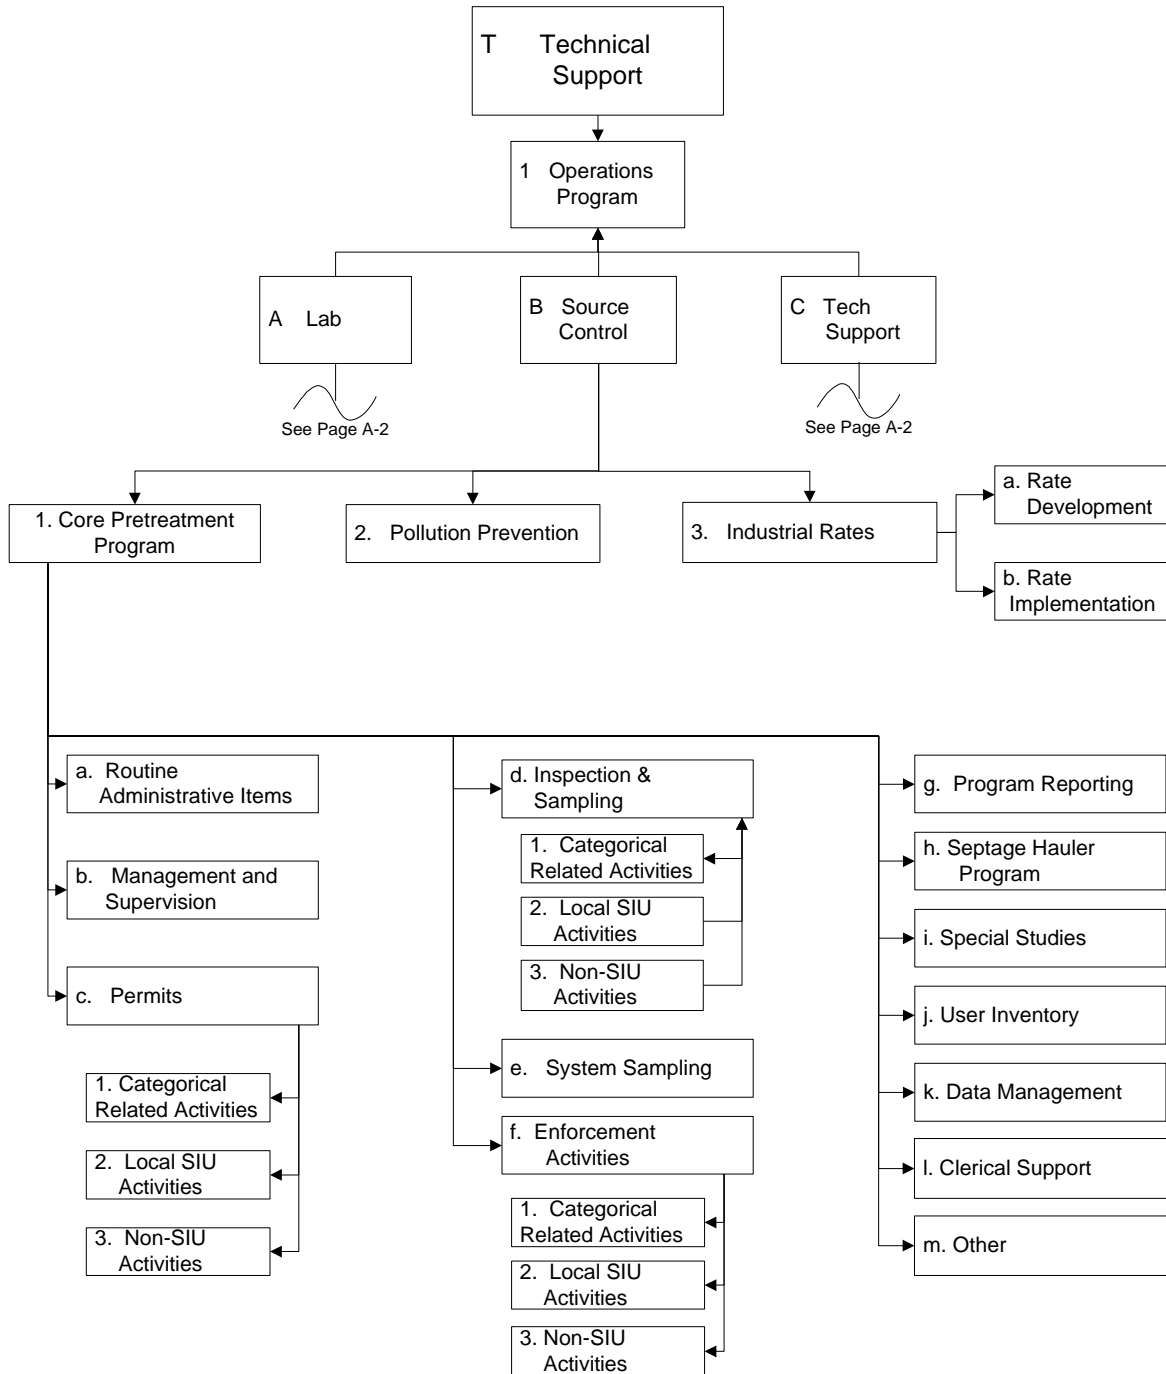 T Technical
Support
1 Operations
Program
A Lab
B Source
Control
C Tech
Support
See Page A-2
See Page A-2
1. Core Pretreatment
Program
2. Pollution Prevention
3. Industrial Rates
a. Rate
Development
b. Rate
Implementation
a. Routine
Administrative Items
b. Management and
Supervision
c. Permits
1. Categorical
Related Activities
2. Local SIU
Activities
3. Non-SIU
Activities
d. Inspection &
Sampling
1. Categorical
Related Activities
2. Local SIU
Activities
3. Non-SIU
Activities
e. System Sampling
f. Enforcement
Activities
1. Categorical
Related Activities
2. Local SIU
Activities
3. Non-SIU
Activities
g. Program Reporting
h. Septage Hauler
Program
i. Special Studies
j. User Inventory
k. Data Management
l. Clerical Support
m. Other